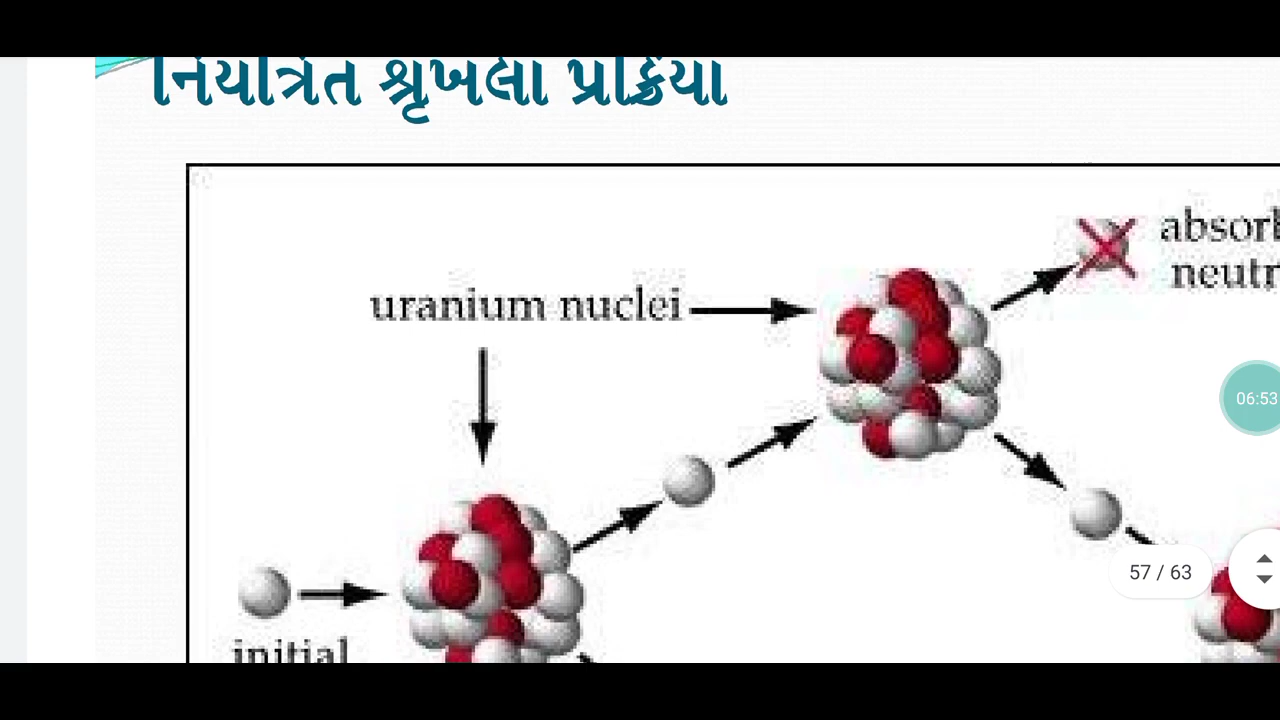 નિયંત્રિત શ્રૃંખલા પ્રક્રિયા
absorb
neutr
uranium nuclei
06:53
57 / 63
initial